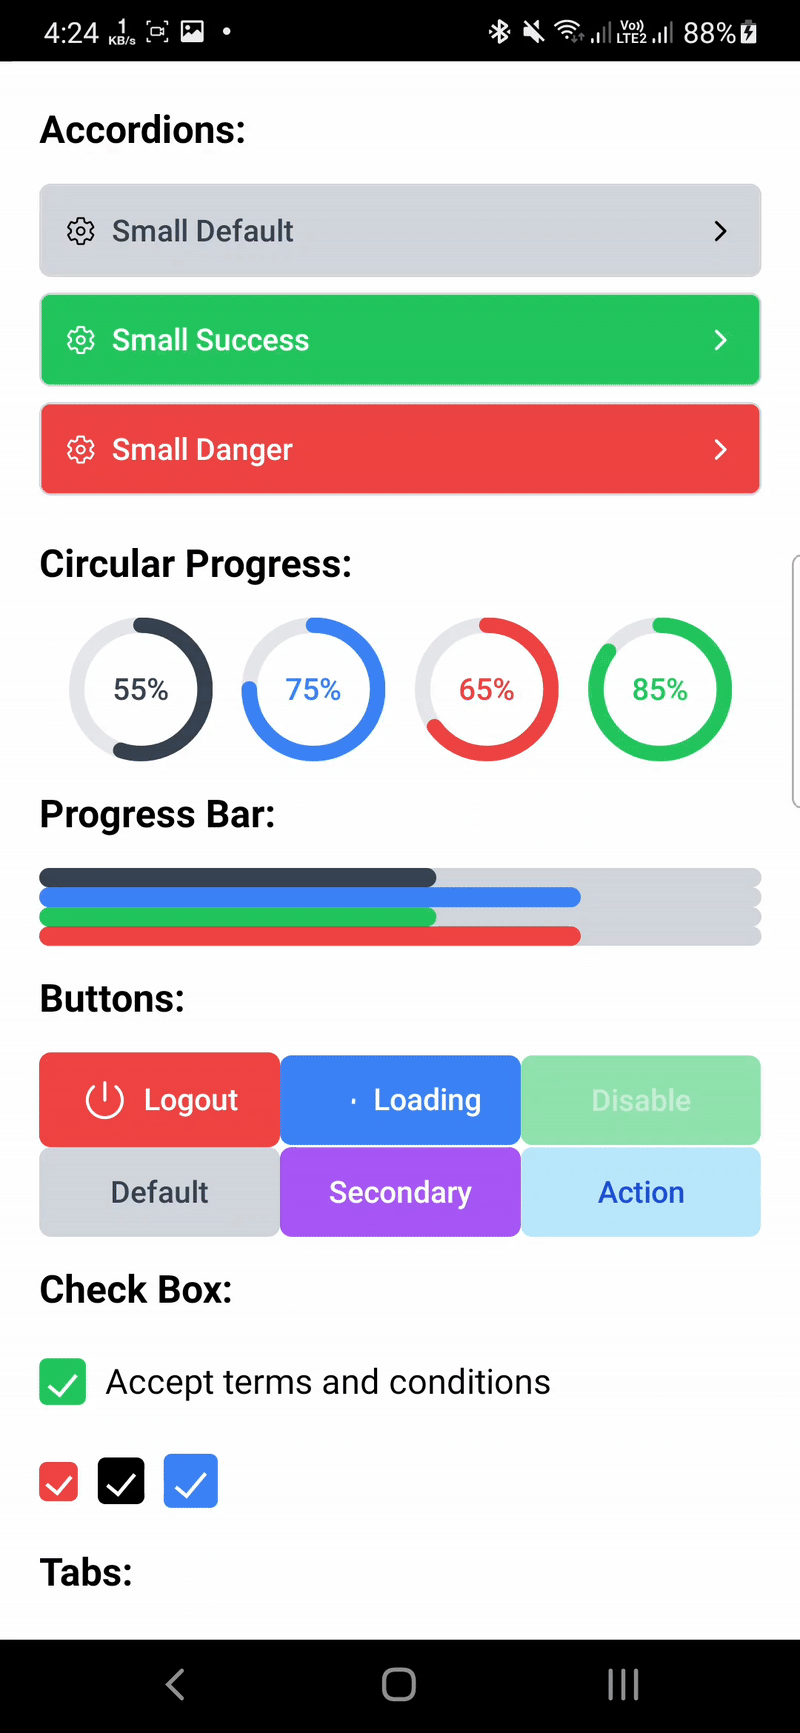 4:24 1 KB/s Vo)) LTE2 88%
Accordions:
Small Default
Small Success
Small Danger
Circular Progress:
55% 75% 65% 85%
Progress Bar:
Buttons:
Logout Loading Disable
Default Secondary Action
Check Box:
Accept terms and conditions
Tabs: